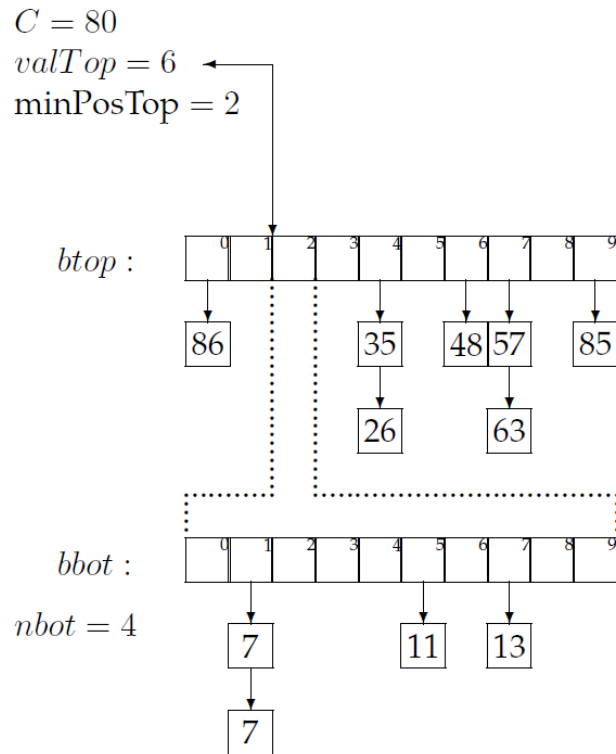 C = 80
valTop = 6
minPosTop = 2
btop :
0 1 2 3 4 5 6 7 8 9
86 35 48 57 85
26 63
bbot :
0 1 2 3 4 5 6 7 8 9
nbot = 4
7 11 13
7